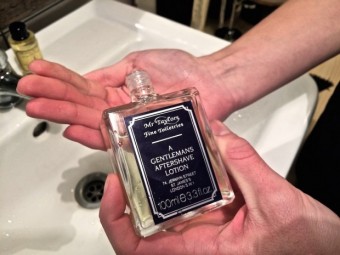 Mr Taylors
Fine Toiletries
A
GENTLEMANS
AFTERSHAVE
LOTION
74 JERMYN STREET
ST JAMES'S
LONDON S.W.1
100ml℮3.3fl.oz